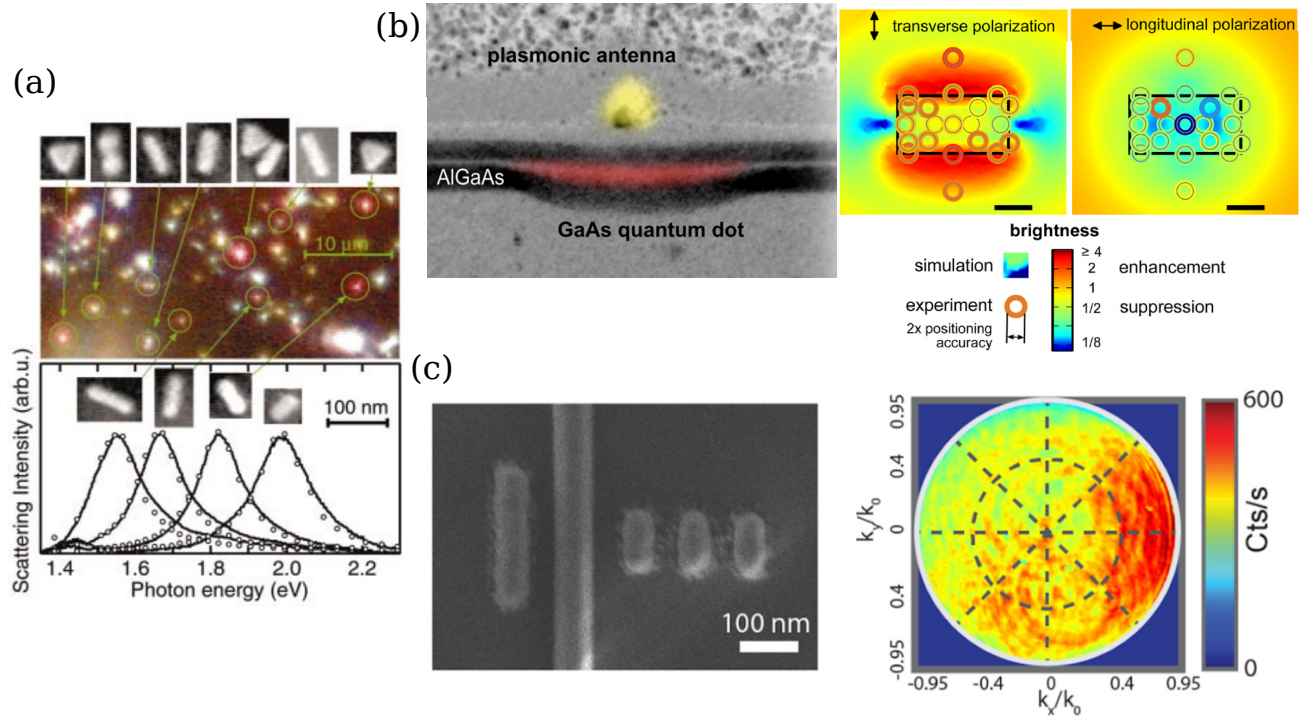 (a)
10 μm
100 nm
Scattering Intensity (arb.u.)
1.4 1.6 1.8 2.0 2.2
Photon energy (eV)
(b)
plasmonic antenna
AlGaAs
GaAs quantum dot
transverse polarization
longitudinal polarization
brightness
simulation
experiment
2x positioning
accuracy
≥ 4
2
1
1/2
1/8
enhancement
suppression
(c)
100 nm
0.95
0.4
0
0.4
-0.95
k_y/k_0
-0.95 -0.4 0 0.4 0.95
k_x/k_0
600
0
Cts/s